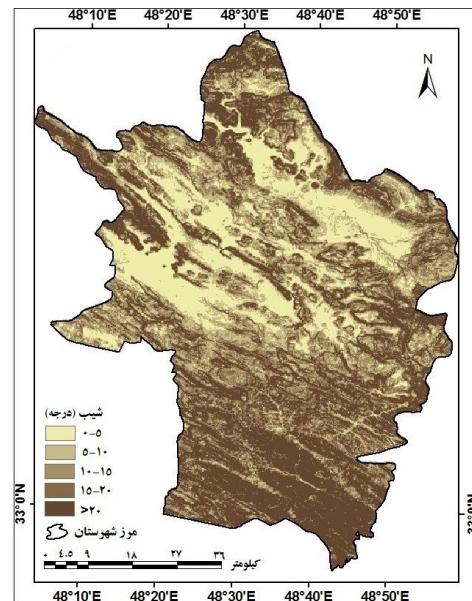 48°10'E 48°20'E 48°30'E 48°40'E 48°50'E
N
شیب (درجه)
۰-۵
۵-۱۰
۱۰-۱۵
۱۵-۲۰
>۲۰
مرز شهرستان
۰ ۴.۵ ۹ ۱۸ ۲۷ ۳۶
کیلومتر
33°0'N
33°0'N
48°10'E 48°20'E 48°30'E 48°40'E 48°50'E